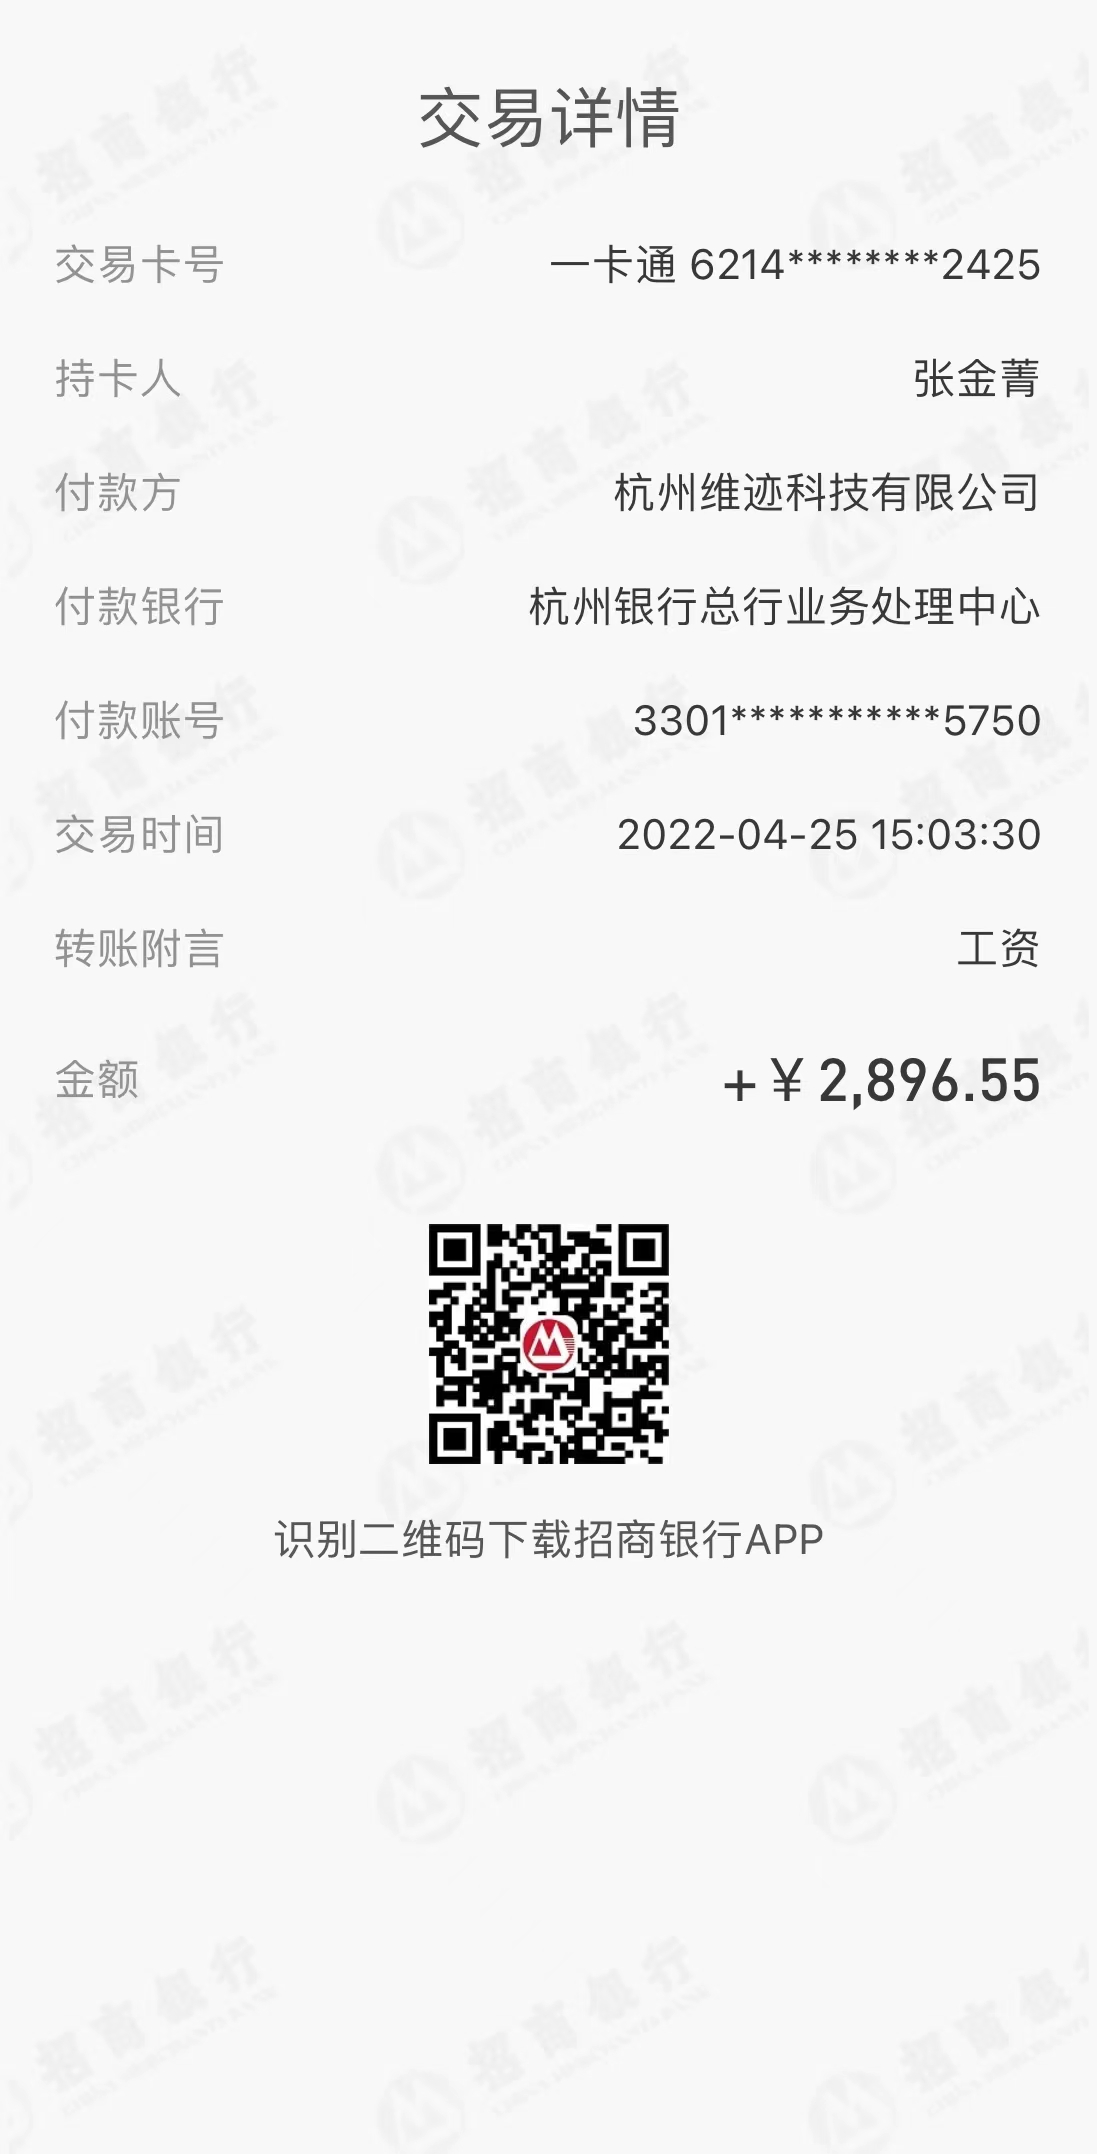 交易详情
交易卡号 一卡通 6214********2425
持卡人 张金菁
付款方 杭州维迹科技有限公司
付款银行 杭州银行总行业务处理中心
付款账号 3301***********5750
交易时间 2022-04-25 15:03:30
转账附言 工资
金额 +￥2,896.55
识别二维码下载招商银行APP
招商银行
CHINA MERCHANTS BANK